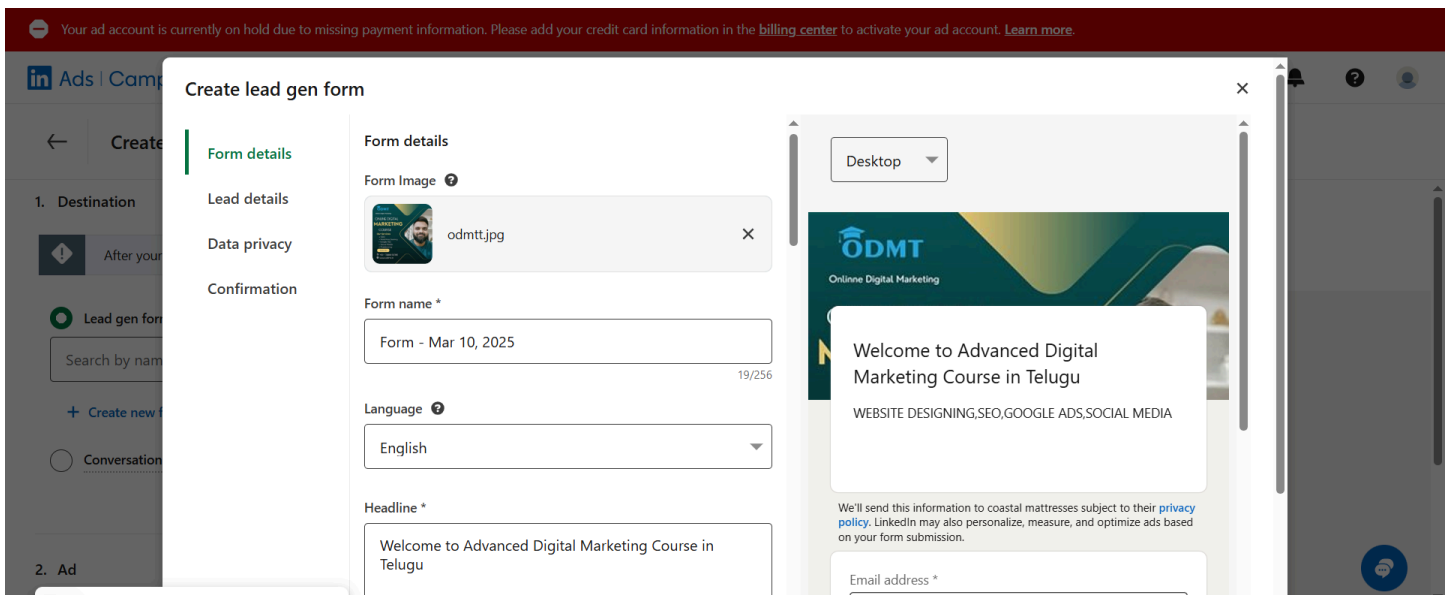 Your ad account is currently on hold due to missing payment information. Please add your credit card information in the billing center to activate your ad account. Learn more.
in Ads | Camp
Create lead gen form
Create
1. Destination
After your
Lead gen form
Search by nam
+ Create new f
Conversation
2. Ad
Form details
Lead details
Data privacy
Confirmation
Form details
Form Image
odmtt.jpg
Form name *
Form - Mar 10, 2025
19/256
Language
English
Headline *
Welcome to Advanced Digital Marketing Course in
Telugu
Desktop
ODMT
Onlinne Digital Marketing
Welcome to Advanced Digital
Marketing Course in Telugu
WEBSITE DESIGNING,SEO,GOOGLE ADS,SOCIAL MEDIA
We'll send this information to coastal mattresses subject to their privacy
policy. LinkedIn may also personalize, measure, and optimize ads based
on your form submission.
Email address *